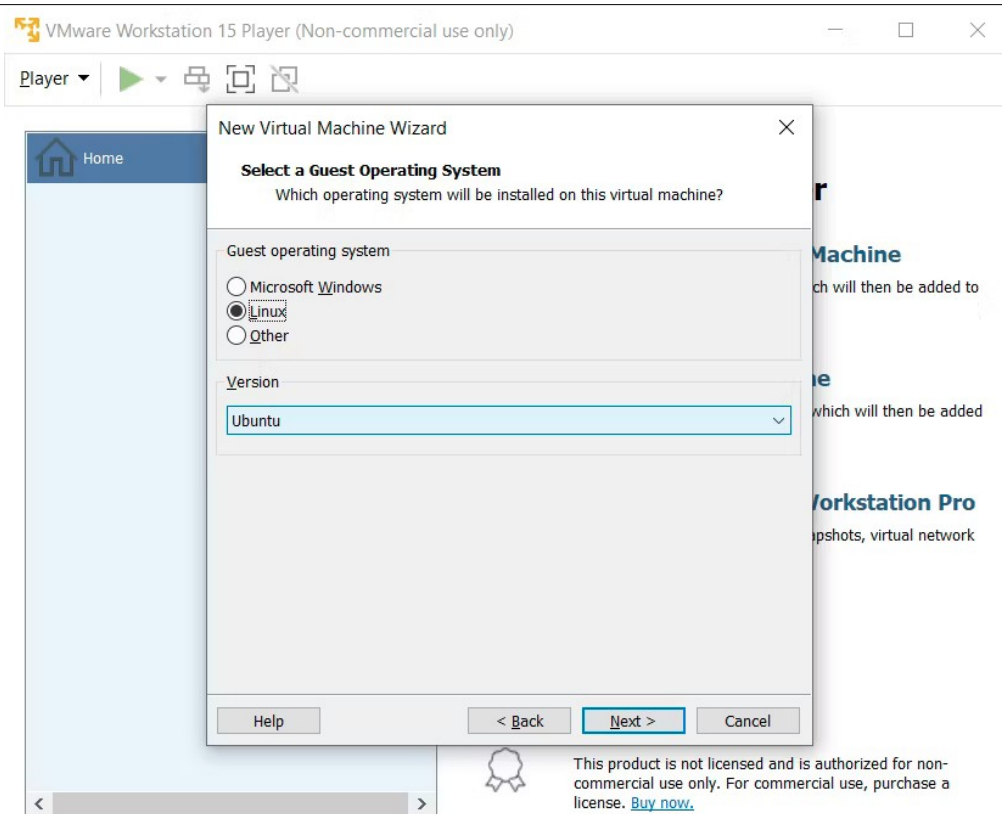 VMware Workstation 15 Player (Non-commercial use only)
Player
Home
New Virtual Machine Wizard
Select a Guest Operating System
Which operating system will be installed on this virtual machine?
Guest operating system
Microsoft Windows
Linux
Other
Version
Ubuntu
Help
< Back
Next >
Cancel
r
Machine
ch will then be added to
ne
which will then be added
Workstation Pro
apshots, virtual network
This product is not licensed and is authorized for non-
commercial use only. For commercial use, purchase a
license. Buy now.